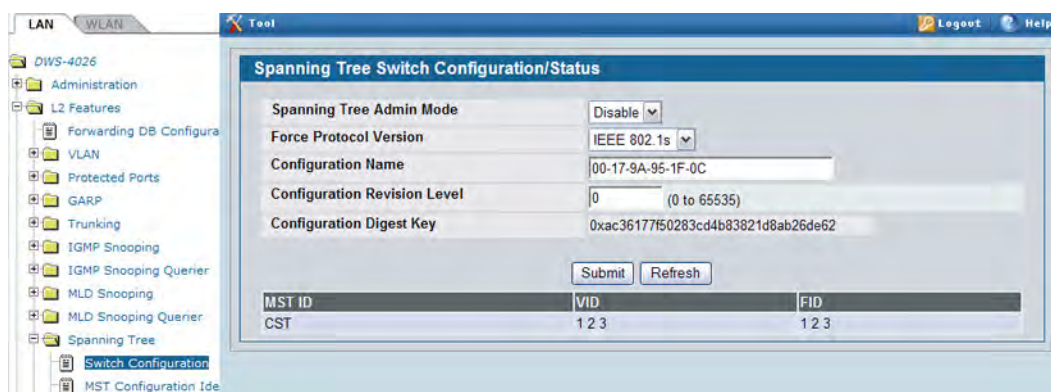 LAN WLAN
Tool Logout Help
DWS-4026
Administration
L2 Features
Forwarding DB Configura
VLAN
Protected Ports
GARP
Trunking
IGMP Snooping
IGMP Snooping Querier
MLD Snooping
MLD Snooping Querier
Spanning Tree
Switch Configuration
MST Configuration Ide
Spanning Tree Switch Configuration/Status
Spanning Tree Admin Mode Disable
Force Protocol Version IEEE 802.1s
Configuration Name 00-17-9A-95-1F-0C
Configuration Revision Level 0 (0 to 65535)
Configuration Digest Key 0xac36177f50283cd4b83821d8ab26de62
Submit Refresh
MST ID VID FID
CST 1 2 3 1 2 3